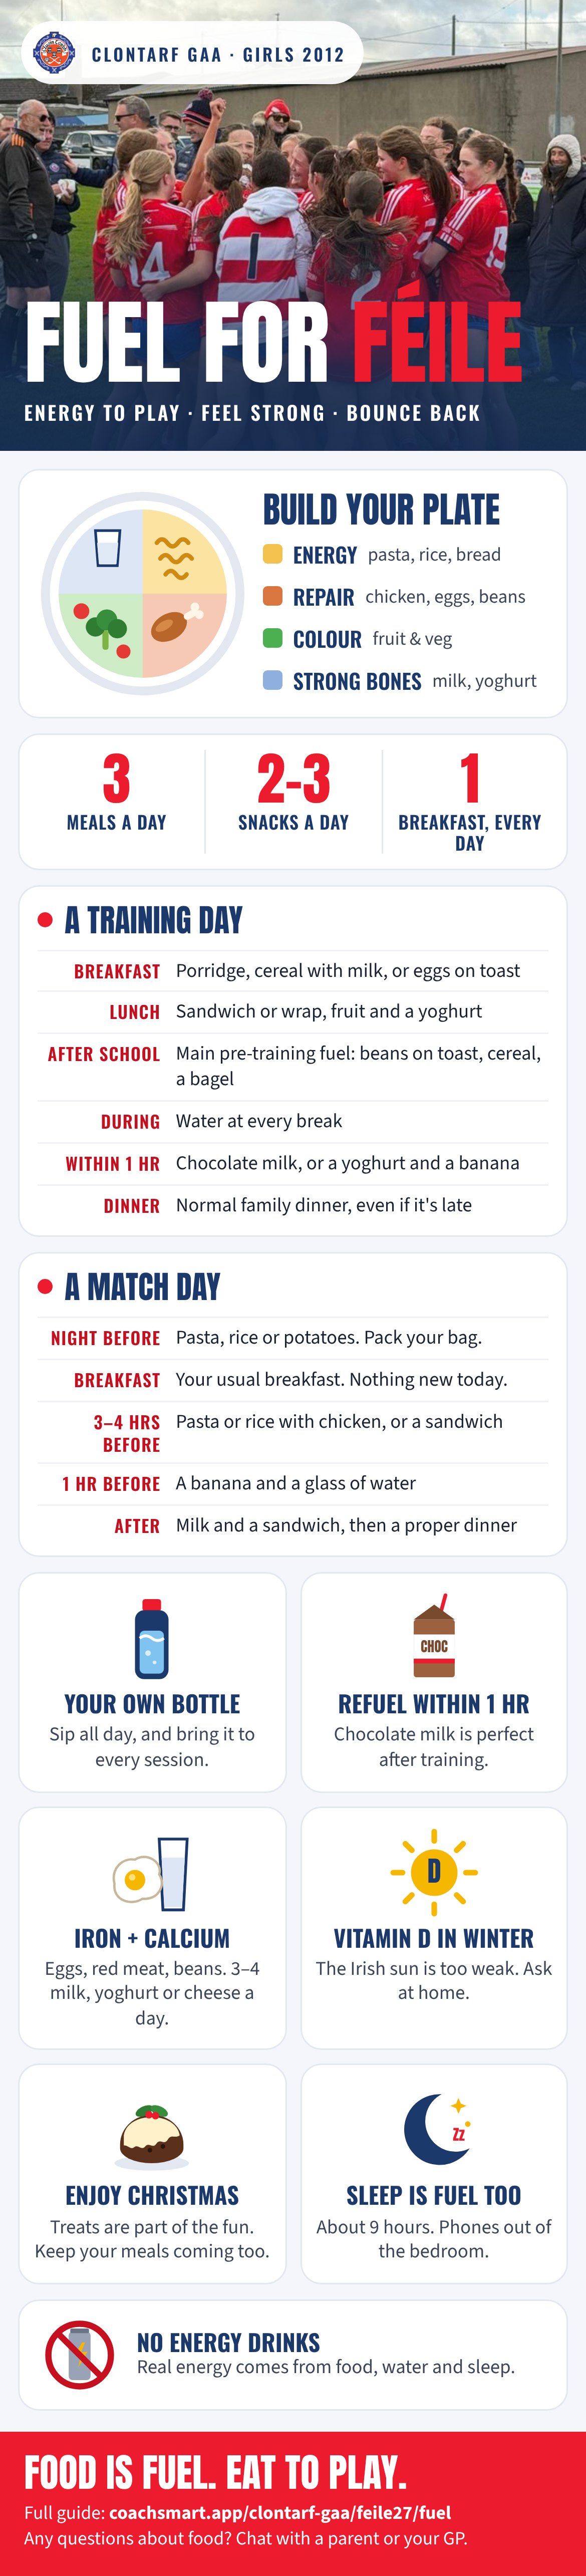 CLONTARF GAA · GIRLS 2012
14
1
2
15
FUEL FOR FÉILE
ENERGY TO PLAY · FEEL STRONG · BOUNCE BACK
BUILD YOUR PLATE
ENERGY pasta, rice, bread
REPAIR chicken, eggs, beans
COLOUR fruit & veg
STRONG BONES milk, yoghurt
3
MEALS A DAY
2-3
SNACKS A DAY
1
BREAKFAST, EVERY
DAY
A TRAINING DAY
BREAKFAST Porridge, cereal with milk, or eggs on toast
LUNCH Sandwich or wrap, fruit and a yoghurt
AFTER SCHOOL Main pre-training fuel: beans on toast, cereal,
a bagel
DURING Water at every break
WITHIN 1 HR Chocolate milk, or a yoghurt and a banana
DINNER Normal family dinner, even if it's late
A MATCH DAY
NIGHT BEFORE Pasta, rice or potatoes. Pack your bag.
BREAKFAST Your usual breakfast. Nothing new today.
3–4 HRS
BEFORE
Pasta or rice with chicken, or a sandwich
1 HR BEFORE A banana and a glass of water
AFTER Milk and a sandwich, then a proper dinner
YOUR OWN BOTTLE
Sip all day, and bring it to
every session.
CHOC
REFUEL WITHIN 1 HR
Chocolate milk is perfect
after training.
IRON + CALCIUM
Eggs, red meat, beans. 3–4
milk, yoghurt or cheese a
day.
D
VITAMIN D IN WINTER
The Irish sun is too weak. Ask
at home.
ENJOY CHRISTMAS
Treats are part of the fun.
Keep your meals coming too.
Zz
SLEEP IS FUEL TOO
About 9 hours. Phones out of
the bedroom.
NO ENERGY DRINKS
Real energy comes from food, water and sleep.
FOOD IS FUEL. EAT TO PLAY.
Full guide: coachsmart.app/clontarf-gaa/feile27/fuel
Any questions about food? Chat with a parent or your GP.